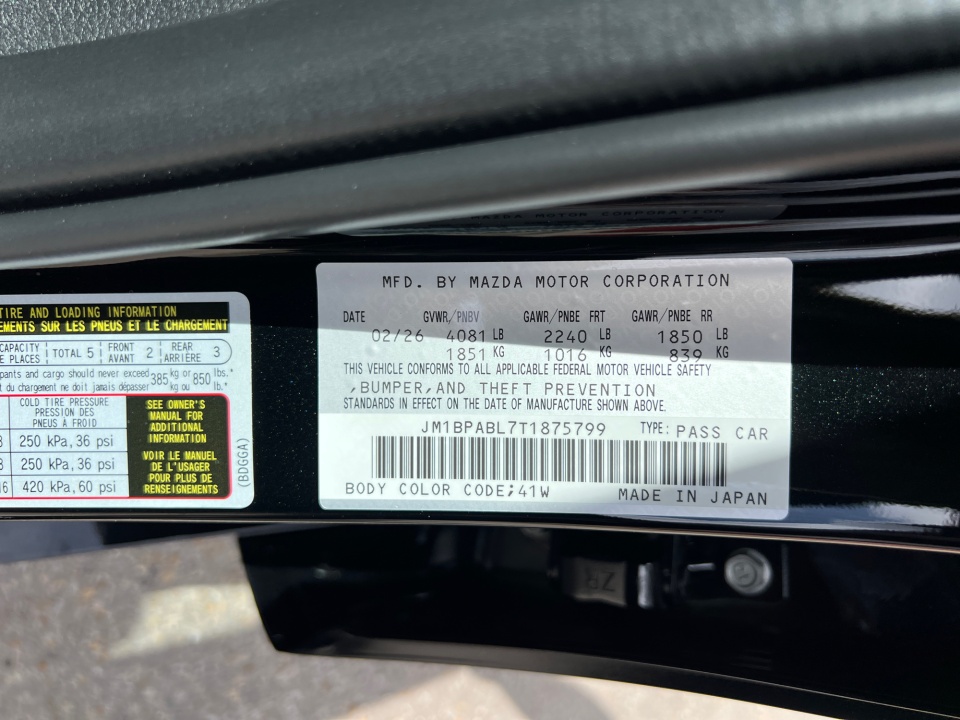 TIRE AND LOADING INFORMATION
EMENTS SUR LES PNEUS ET LE CHARGEMENT
CAPACITY TOTAL 5 FRONT 2 REAR 3
E PLACES AVANT ARRIÈRE
pants and cargo should never exceed 385 kg or 850 lbs.
t du chargement ne doit jamais dépasser kg ou lb.
COLD TIRE PRESSURE
PRESSION DES
PNEUS À FROID
250 kPa, 36 psi
250 kPa, 36 psi
420 kPa, 60 psi
SEE OWNER'S
MANUAL FOR
ADDITIONAL
INFORMATION
VOIR LE MANUEL
DE L'USAGER
POUR PLUS DE
RENSEIGNEMENTS
(BDGGA)
MAZDA MOTOR CORPORATION
MFD. BY MAZDA MOTOR CORPORATION
DATE GVWR/PNBV GAWR/PNBE FRT GAWR/PNBE RR
02/26 4081 LB 2240 LB 1850 LB
1851 KG 1016 KG 839 KG
THIS VEHICLE CONFORMS TO ALL APPLICABLE FEDERAL MOTOR VEHICLE SAFETY
,BUMPER,AND THEFT PREVENTION
STANDARDS IN EFFECT ON THE DATE OF MANUFACTURE SHOWN ABOVE.
JM1BPABL7T1875799 TYPE: PASS CAR
BODY COLOR CODE;41W MADE IN JAPAN
ZR